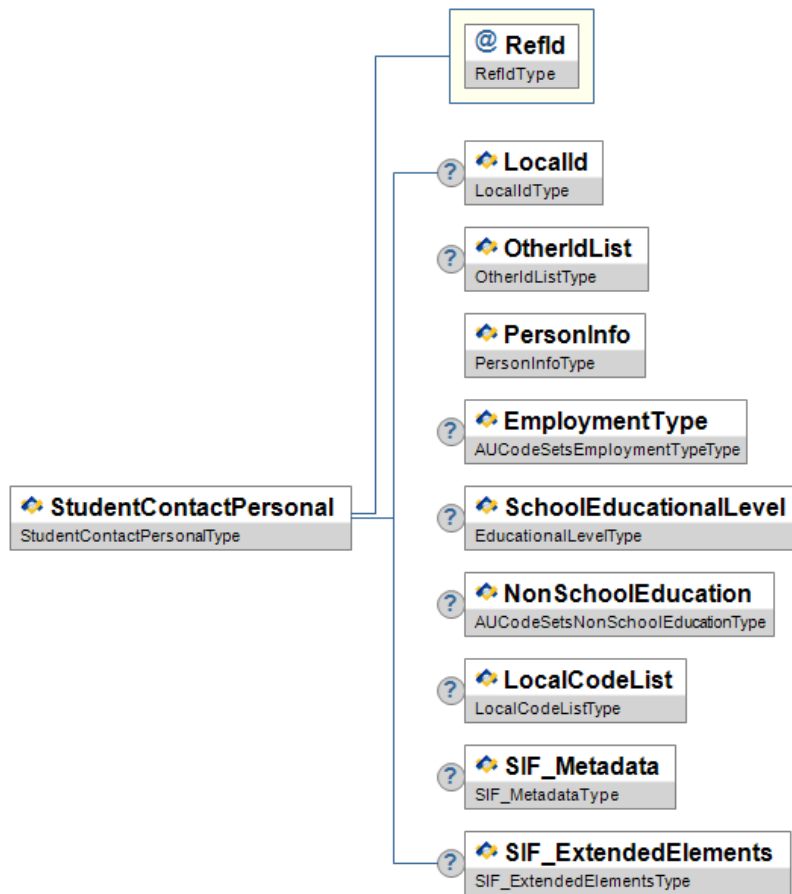 @ RefId
RefIdType
? LocalId
LocalIdType
? OtherIdList
OtherIdListType
PersonInfo
PersonInfoType
? EmploymentType
AUCodeSetsEmploymentTypeType
StudentContactPersonal
StudentContactPersonalType
? SchoolEducationalLevel
EducationalLevelType
? NonSchoolEducation
AUCodeSetsNonSchoolEducationType
? LocalCodeList
LocalCodeListType
? SIF_Metadata
SIF_MetadataType
? SIF_ExtendedElements
SIF_ExtendedElementsType